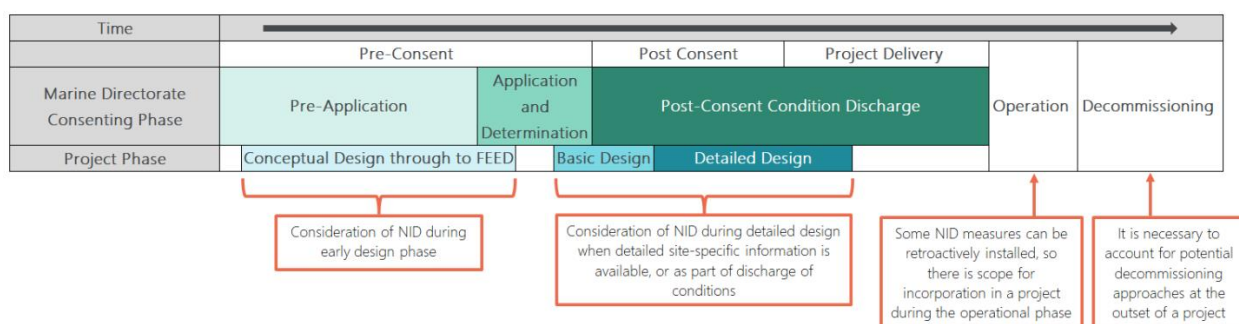 Time
Pre-Consent
Post Consent
Project Delivery
Marine Directorate
Consenting Phase
Pre-Application
Application
and
Determination
Post-Consent Condition Discharge
Operation
Decommissioning
Project Phase
Conceptual Design through to FEED
Basic Design
Detailed Design
Consideration of NID during
early design phase
Consideration of NID during detailed design
when detailed site-specific information is
available, or as part of discharge of
conditions
Some NID measures can be
retroactively installed, so
there is scope for
incorporation in a project
during the operational phase
It is necessary to
account for potential
decommissioning
approaches at the
outset of a project